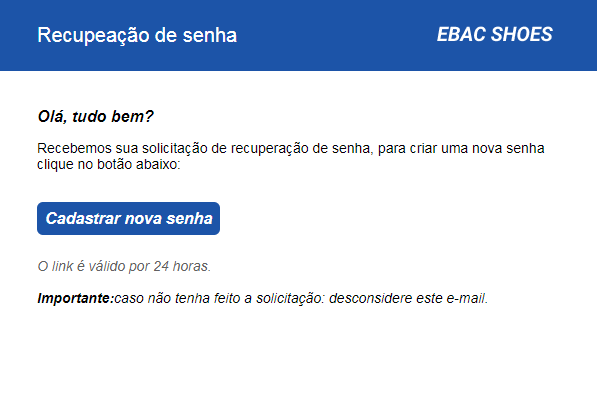 Recupeação de senha
EBAC SHOES
Olá, tudo bem?
Recebemos sua solicitação de recuperação de senha, para criar uma nova senha
clique no botão abaixo:
Cadastrar nova senha
O link é válido por 24 horas.
Importante:caso não tenha feito a solicitação: desconsidere este e-mail.